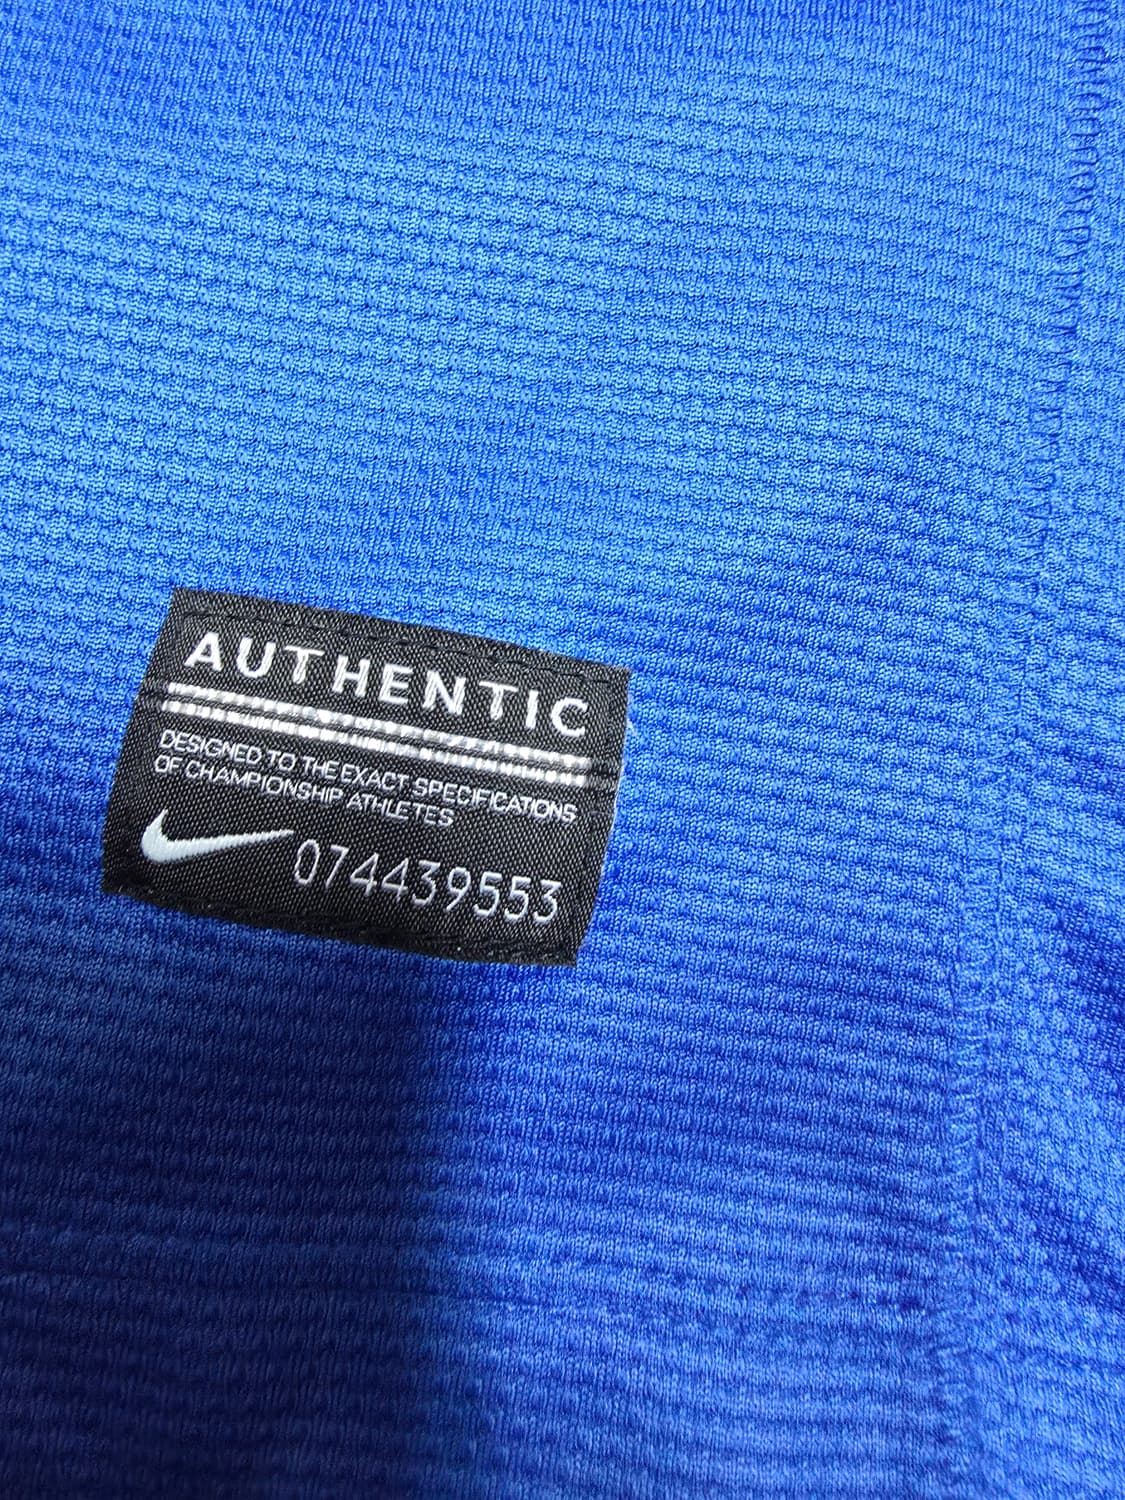 AUTHENTIC
DESIGNED TO THE EXACT SPECIFICATIONS
OF CHAMPIONSHIP ATHLETES
074439553